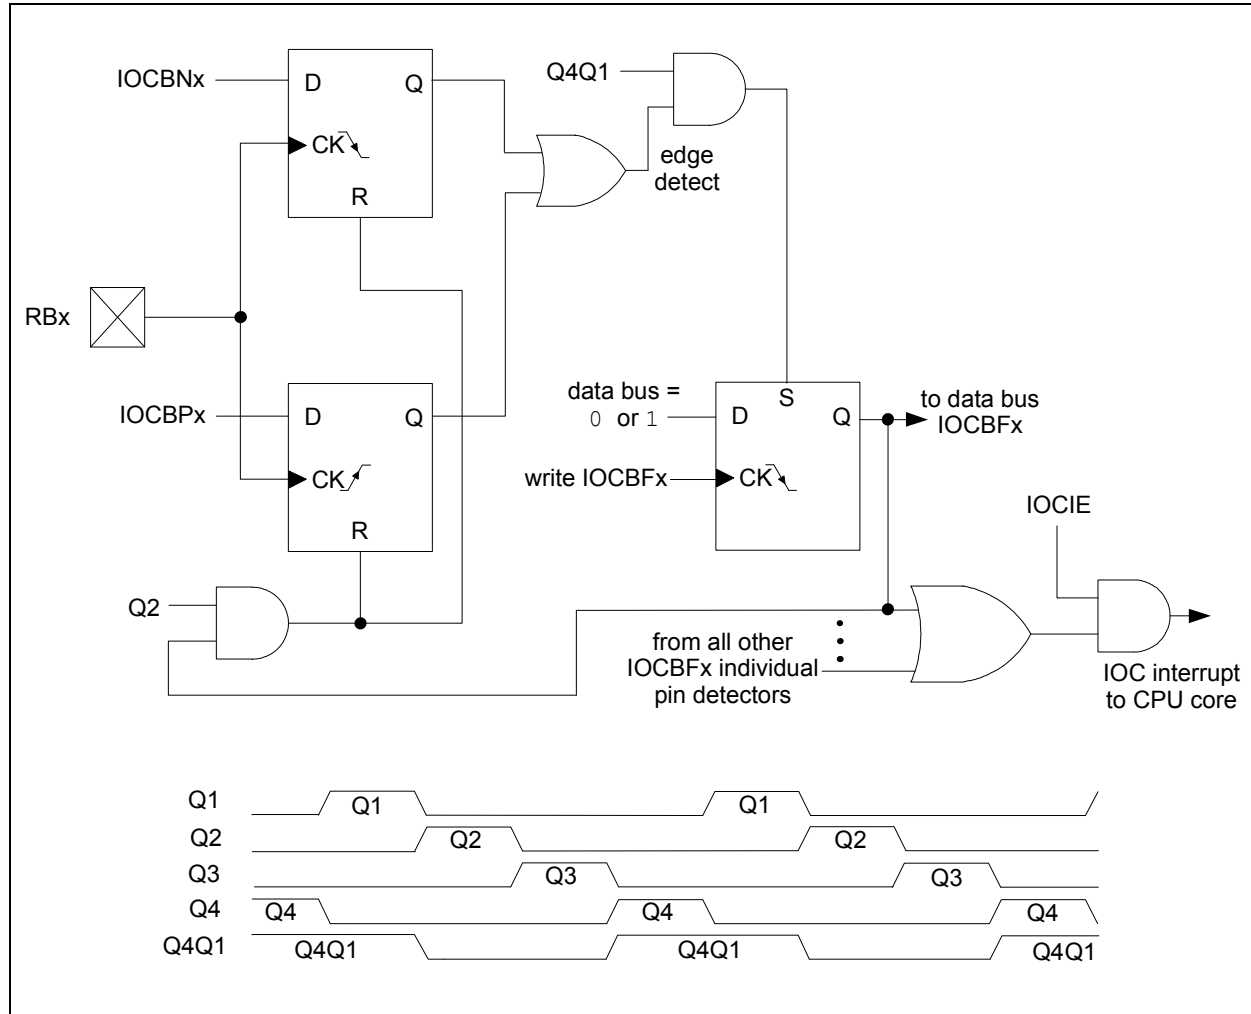 IOCBNx
D
Q
CK
R
Q4Q1
edge
detect
RBx
IOCBPx
D
Q
CK
R
data bus =
0 or 1
S
D
Q
to data bus
IOCBFx
write IOCBFx
CK
IOCIE
Q2
from all other
IOCBFx individual
pin detectors
IOC interrupt
to CPU core
Q1
Q1
Q1
Q2
Q2
Q2
Q3
Q3
Q3
Q4
Q4
Q4
Q4
Q4Q1
Q4Q1
Q4Q1
Q4Q1